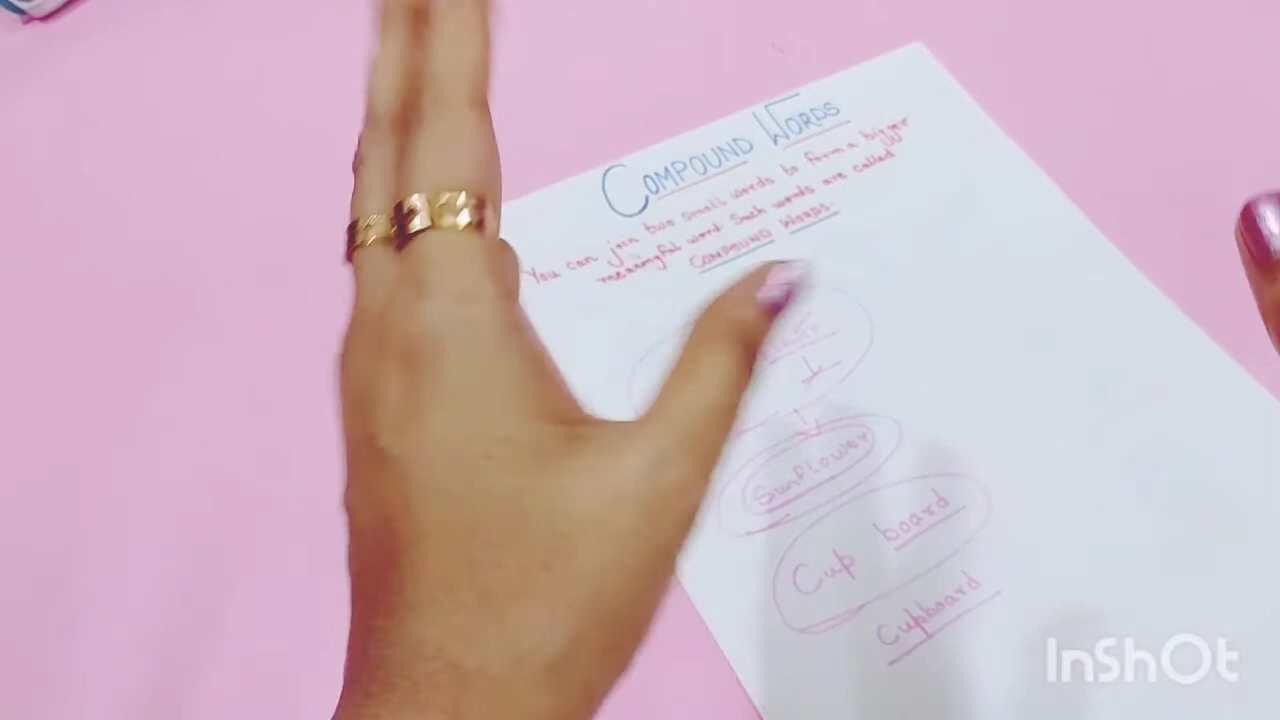 COMPOUND WORDS
You can join two small words to form a bigger
meaningful word. Such words are called
COMPOUND WORDS.
Sunflower
Cup board
Cupboard
InShOt